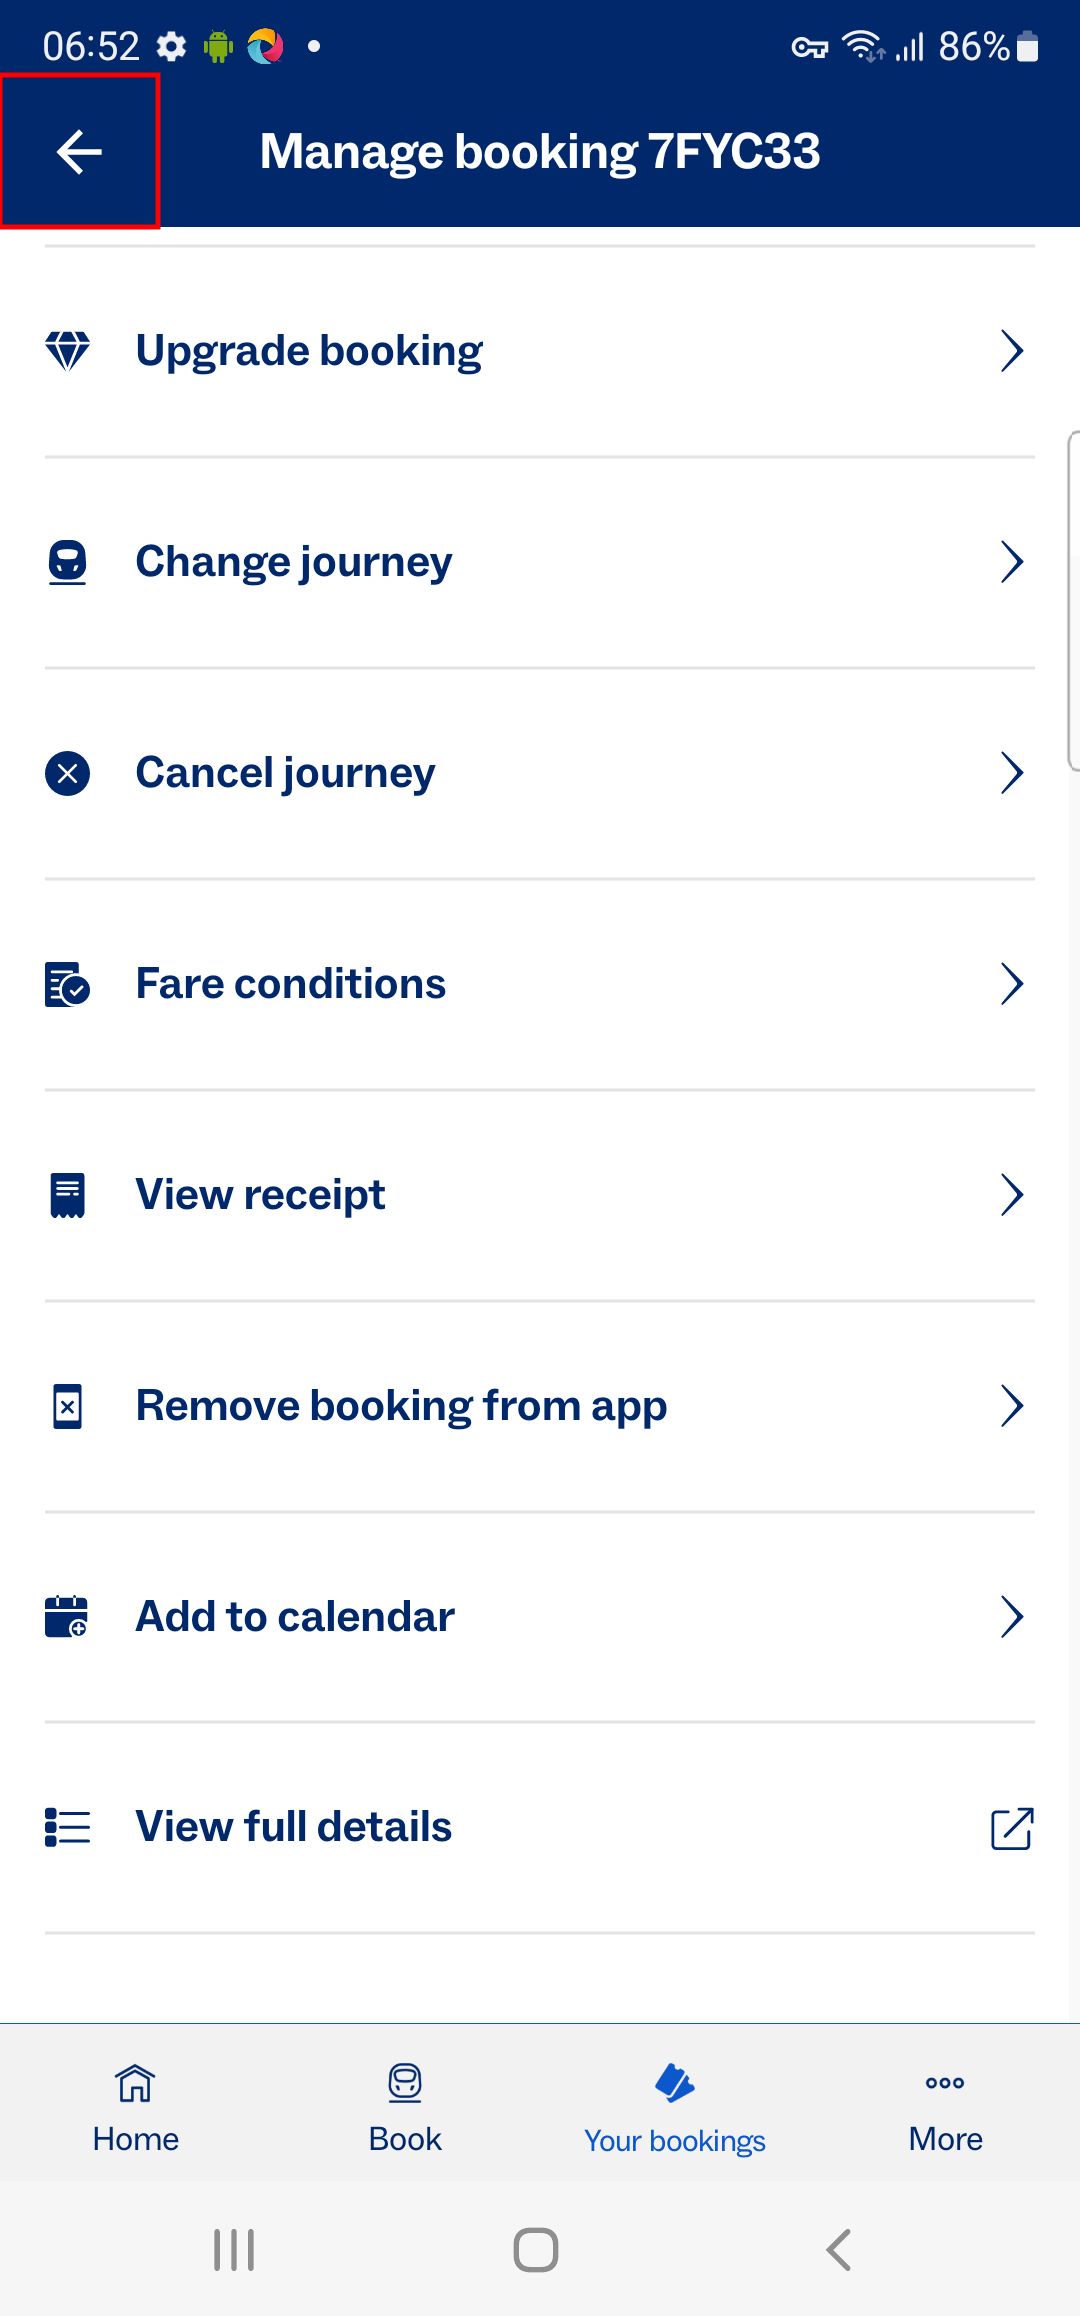 06:52
86%
Manage booking 7FYC33
Upgrade booking
Change journey
Cancel journey
Fare conditions
View receipt
Remove booking from app
Add to calendar
View full details
Home
Book
Your bookings
More